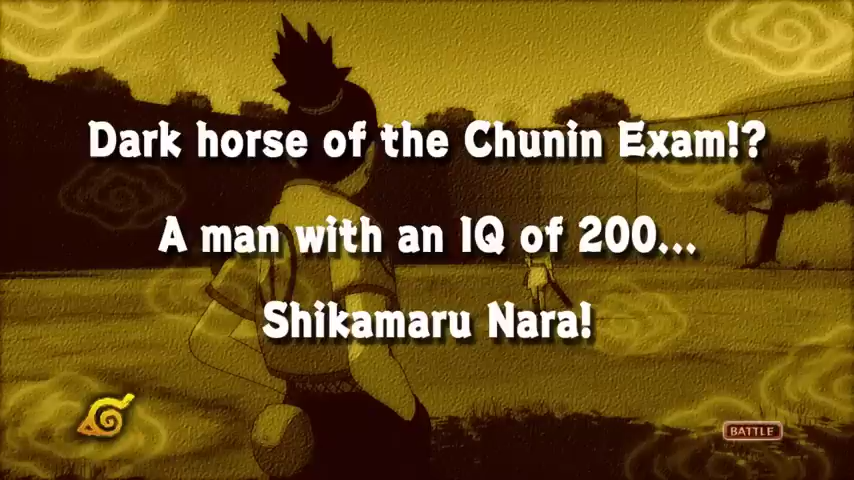 Dark horse of the Chunin Exam!?
A man with an IQ of 200...
Shikamaru Nara!
BATTLE